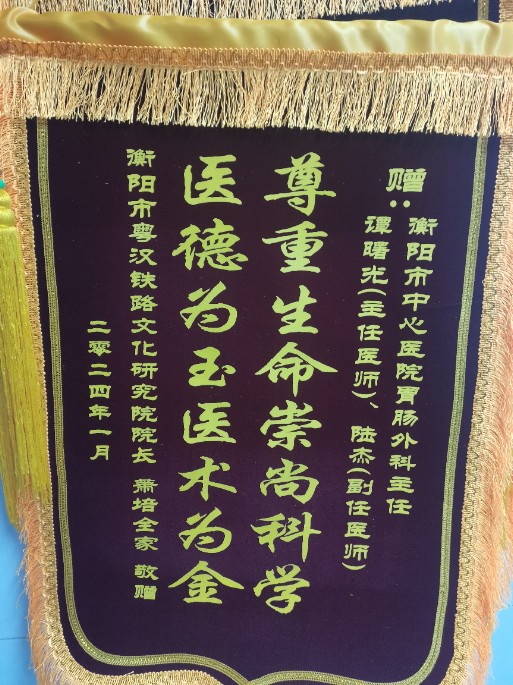 赠：衡阳市中心医院胃肠外科主任
谭曙光(主任医师)、陆杰(副任医师)
尊重生命崇尚科学
医德为玉医术为金
衡阳市粤汉铁路文化研究院院长 萧培全家 敬赠
二零二四年一月